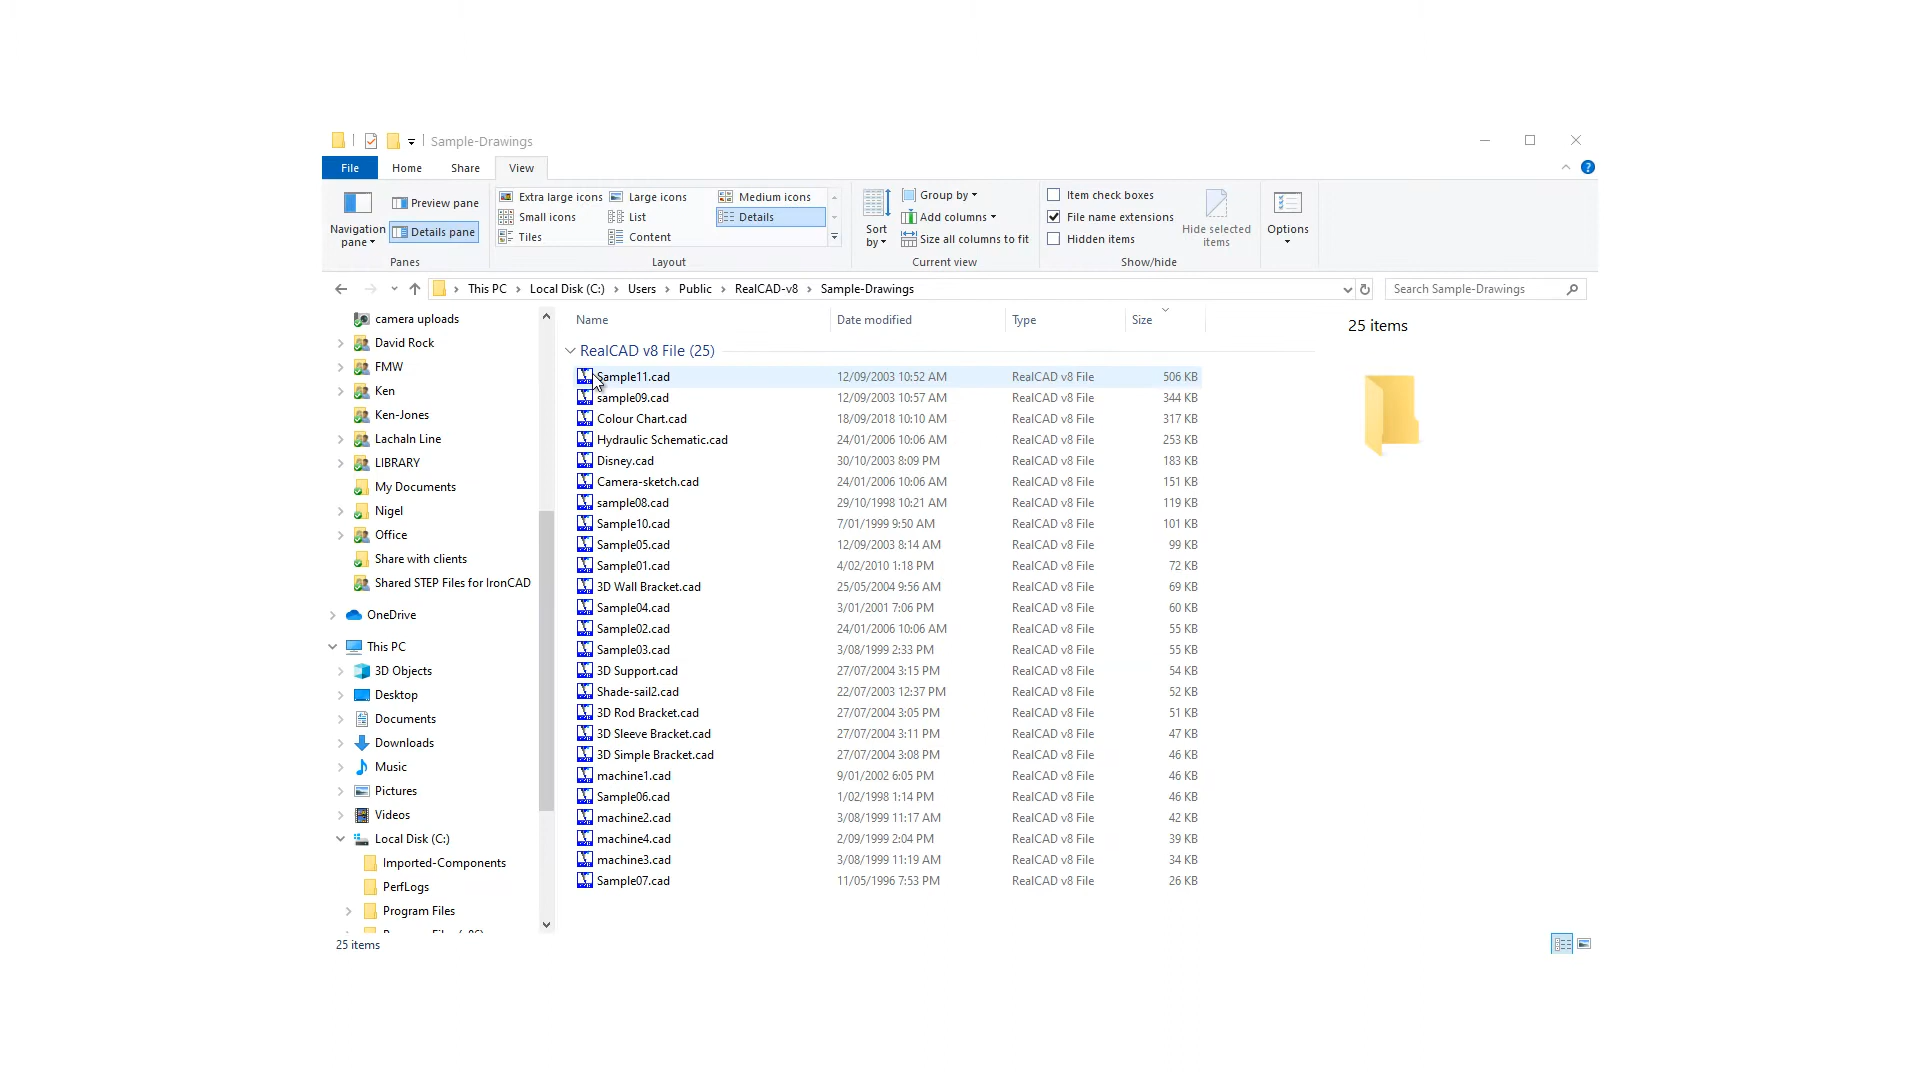 Sample-Drawings
File Home Share View
Navigation pane
Preview pane
Details pane
Panes
Extra large icons Large icons Medium icons
Small icons List Details
Tiles Content
Layout
Sort by
Group by
Add columns
Size all columns to fit
Current view
Item check boxes
File name extensions
Hidden items
Hide selected items
Show/hide
Options
This PC Local Disk (C:) Users Public RealCAD-v8 Sample-Drawings
Search Sample-Drawings
camera uploads
David Rock
FMW
Ken
Ken-Jones
Lachaln Line
LIBRARY
My Documents
Nigel
Office
Share with clients
Shared STEP Files for IronCAD
OneDrive
This PC
3D Objects
Desktop
Documents
Downloads
Music
Pictures
Videos
Local Disk (C:)
Imported-Components
PerfLogs
Program Files
Name Date modified Type Size
RealCAD v8 File (25)
Sample11.cad 12/09/2003 10:52 AM RealCAD v8 File 506 KB
sample09.cad 12/09/2003 10:57 AM RealCAD v8 File 344 KB
Colour Chart.cad 18/09/2018 10:10 AM RealCAD v8 File 317 KB
Hydraulic Schematic.cad 24/01/2006 10:06 AM RealCAD v8 File 253 KB
Disney.cad 30/10/2003 8:09 PM RealCAD v8 File 183 KB
Camera-sketch.cad 24/01/2006 10:06 AM RealCAD v8 File 151 KB
sample08.cad 29/10/1998 10:21 AM RealCAD v8 File 119 KB
Sample10.cad 7/01/1999 9:50 AM RealCAD v8 File 101 KB
Sample05.cad 12/09/2003 8:14 AM RealCAD v8 File 99 KB
Sample01.cad 4/02/2010 1:18 PM RealCAD v8 File 72 KB
3D Wall Bracket.cad 25/05/2004 9:56 AM RealCAD v8 File 69 KB
Sample04.cad 3/01/2001 7:06 PM RealCAD v8 File 60 KB
Sample02.cad 24/01/2006 10:06 AM RealCAD v8 File 55 KB
Sample03.cad 3/08/1999 2:33 PM RealCAD v8 File 55 KB
3D Support.cad 27/07/2004 3:15 PM RealCAD v8 File 54 KB
Shade-sail2.cad 22/07/2003 12:37 PM RealCAD v8 File 52 KB
3D Rod Bracket.cad 27/07/2004 3:05 PM RealCAD v8 File 51 KB
3D Sleeve Bracket.cad 27/07/2004 3:11 PM RealCAD v8 File 47 KB
3D Simple Bracket.cad 27/07/2004 3:08 PM RealCAD v8 File 46 KB
machine1.cad 9/01/2002 6:05 PM RealCAD v8 File 46 KB
Sample06.cad 1/02/1998 1:14 PM RealCAD v8 File 46 KB
machine2.cad 3/08/1999 11:17 AM RealCAD v8 File 42 KB
machine4.cad 2/09/1999 2:04 PM RealCAD v8 File 39 KB
machine3.cad 3/08/1999 11:19 AM RealCAD v8 File 34 KB
Sample07.cad 11/05/1996 7:53 PM RealCAD v8 File 26 KB
25 items
25 items